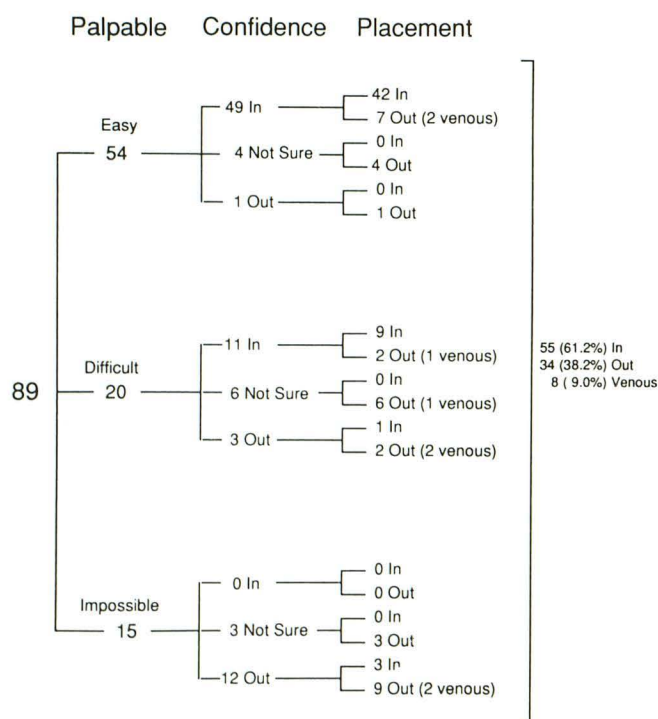 Palpable Confidence Placement
42 In
49 In
7 Out (2 venous)
Easy
0 In
54
4 Not Sure
4 Out
0 In
1 Out
1 Out
9 In
11 In
2 Out (1 venous)
55 (61.2%) In
Difficult
0 In
34 (38.2%) Out
89
20
6 Not Sure
8 ( 9.0%) Venous
6 Out (1 venous)
1 In
3 Out
2 Out (2 venous)
0 In
0 In
0 Out
Impossible
0 In
15
3 Not Sure
3 Out
3 In
12 Out
9 Out (2 venous)